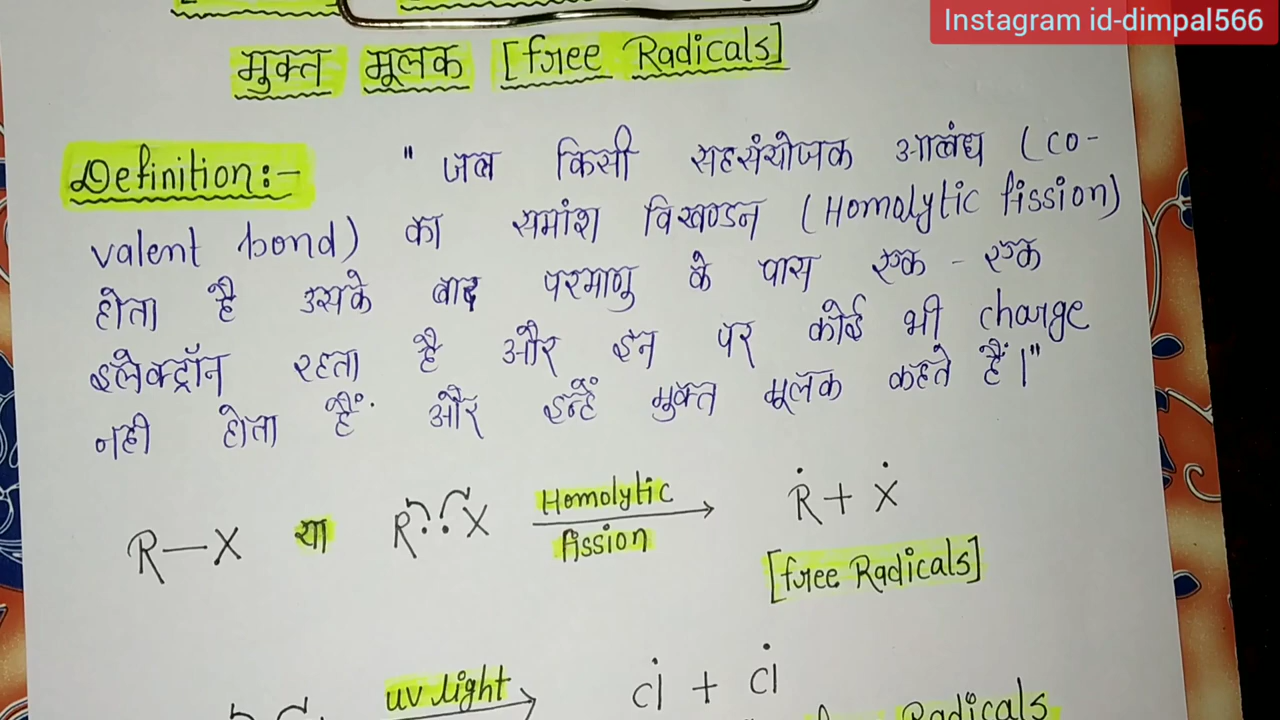 Instagram id-dimpal566
मुक्त मूलक [free Radicals]
Definition:- " जब किसी सहसंयोजक आबंध (co-
valent bond) का समांश विखण्डन (Homolytic fission)
होता है उसके बाद परमाणु के पास एक - एक
इलेक्ट्रॉन रहता है और इन पर कोई भी charge
नही होता हैं. और इन्हें मुक्त मूलक कहते हैं।"
R—X या R : X Homolytic fission → Ṙ + Ẋ
[free Radicals]
uv light → Ċl + Ċl
Radicals